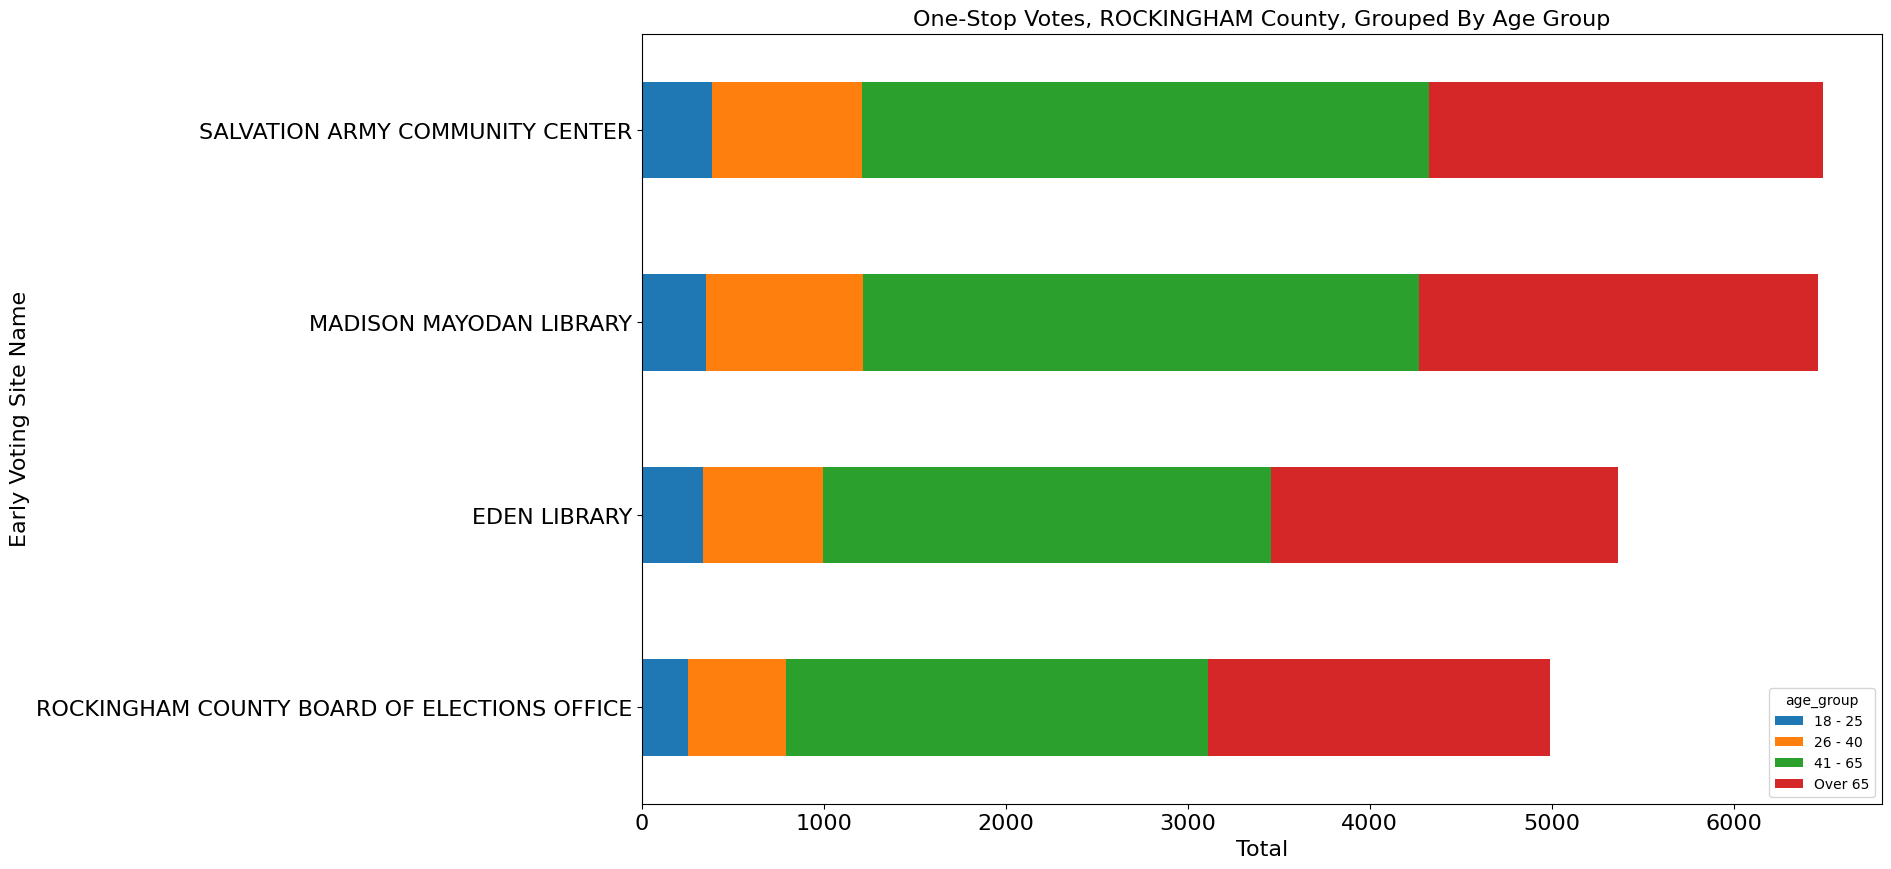 One-Stop Votes, ROCKINGHAM County, Grouped By Age Group
Early Voting Site Name
SALVATION ARMY COMMUNITY CENTER
MADISON MAYODAN LIBRARY
EDEN LIBRARY
ROCKINGHAM COUNTY BOARD OF ELECTIONS OFFICE
age_group
18 - 25
26 - 40
41 - 65
Over 65
0 1000 2000 3000 4000 5000 6000
Total